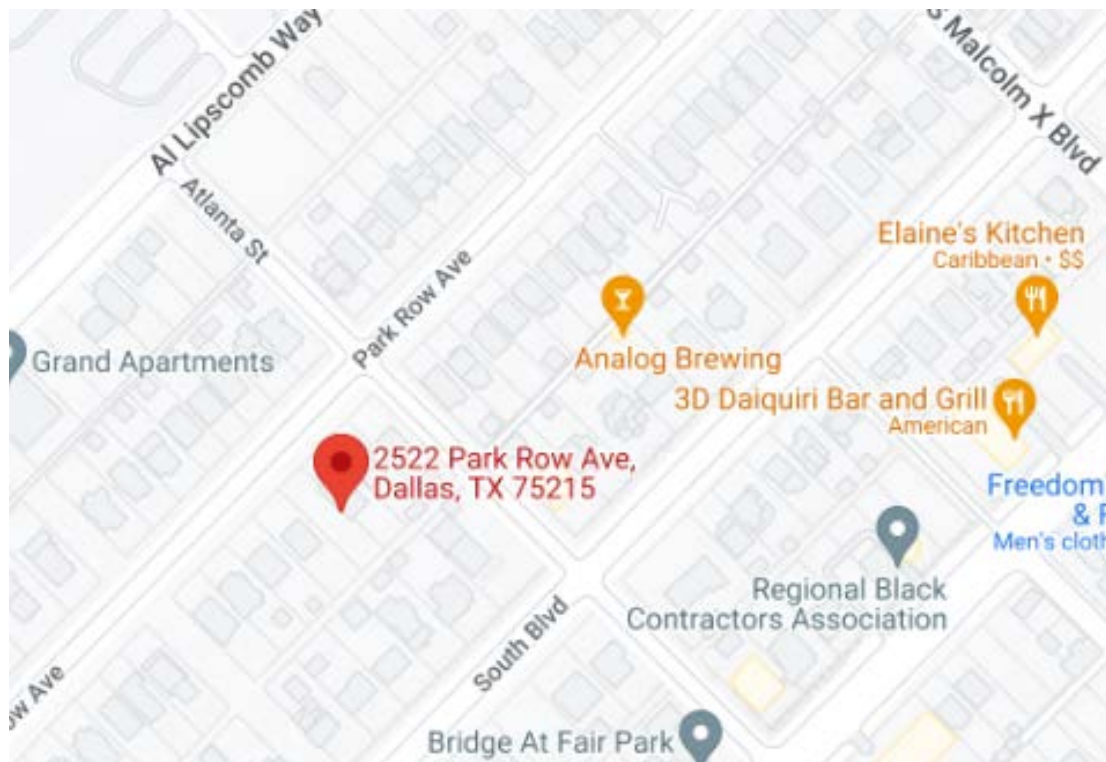 Al Lipscomb Way
S Malcolm X Blvd
Atlanta St
Elaine's Kitchen
Caribbean · $$
Park Row Ave
Grand Apartments
Analog Brewing
3D Daiquiri Bar and Grill
American
2522 Park Row Ave,
Dallas, TX 75215
Freedom
& F
Men's cloth
Regional Black
Contractors Association
South Blvd
ow Ave
Bridge At Fair Park